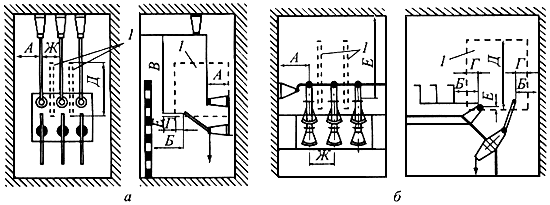 А Ж 1
Д
В
1
А
Г
Б
А
1
Е
Ж
1
Д
Г Г
Б Б
Е
а
б